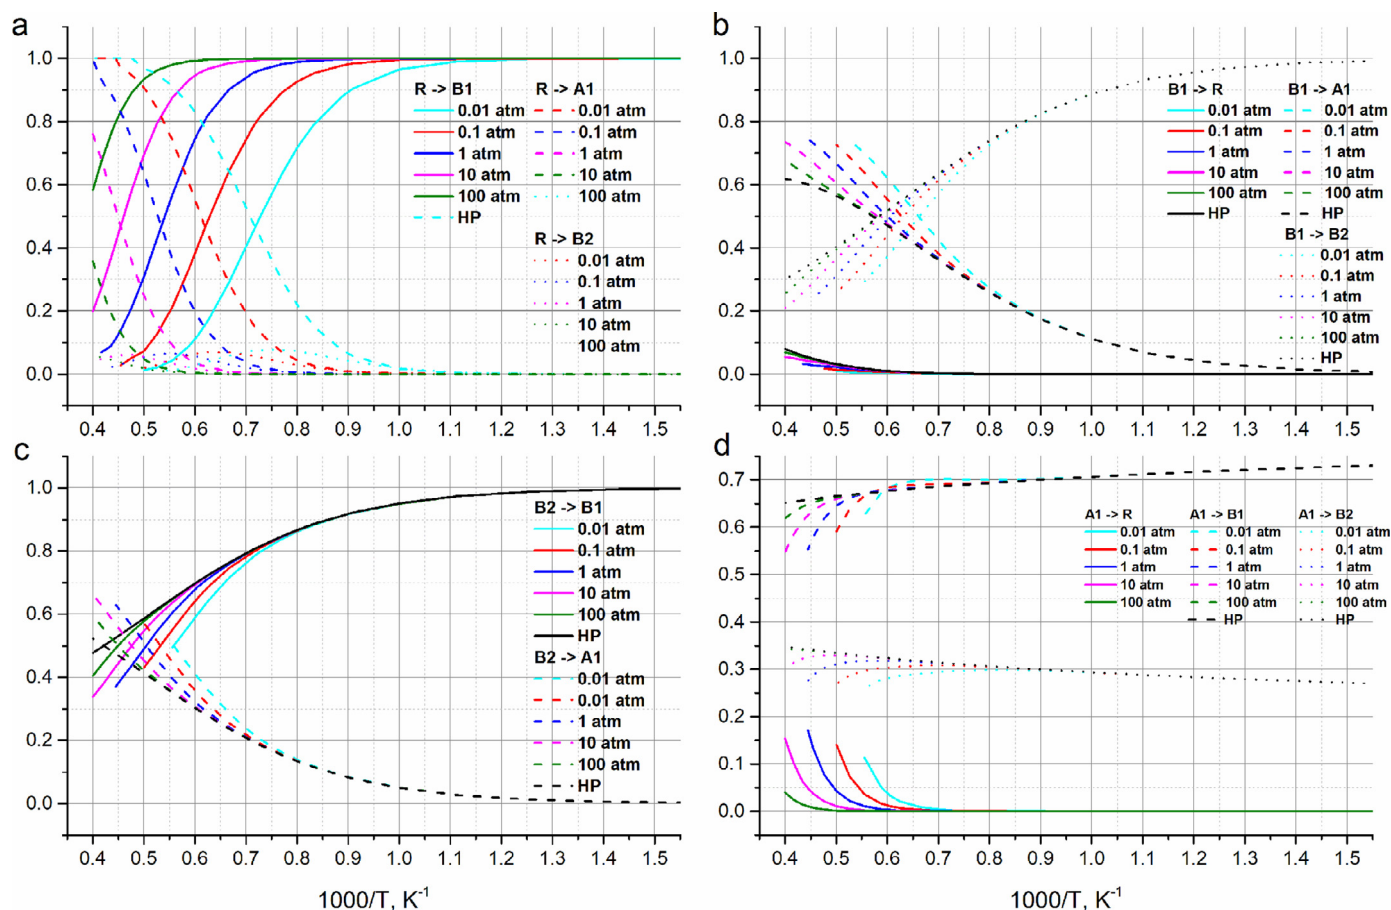 a
1.0
0.8
0.6
0.4
0.2
0.0
R -> B1
0.01 atm
0.1 atm
1 atm
10 atm
100 atm
HP
R -> A1
0.01 atm
0.1 atm
1 atm
10 atm
100 atm
R -> B2
0.01 atm
0.1 atm
1 atm
10 atm
100 atm
0.4 0.5 0.6 0.7 0.8 0.9 1.0 1.1 1.2 1.3 1.4 1.5
b
1.0
0.8
0.6
0.4
0.2
0.0
B1 -> R
0.01 atm
0.1 atm
1 atm
10 atm
100 atm
HP
B1 -> A1
0.01 atm
0.1 atm
1 atm
10 atm
100 atm
HP
B1 -> B2
0.01 atm
0.1 atm
1 atm
10 atm
100 atm
HP
0.4 0.5 0.6 0.7 0.8 0.9 1.0 1.1 1.2 1.3 1.4 1.5
c
1.0
0.8
0.6
0.4
0.2
0.0
B2 -> B1
0.01 atm
0.1 atm
1 atm
10 atm
100 atm
HP
B2 -> A1
0.01 atm
0.01 atm
1 atm
10 atm
100 atm
HP
0.4 0.5 0.6 0.7 0.8 0.9 1.0 1.1 1.2 1.3 1.4 1.5
1000/T, K⁻¹
d
0.7
0.6
0.5
0.4
0.3
0.2
0.1
0.0
A1 -> R
0.01 atm
0.1 atm
1 atm
10 atm
100 atm
A1 -> B1
0.01 atm
0.1 atm
1 atm
10 atm
100 atm
HP
A1 -> B2
0.01 atm
0.1 atm
1 atm
10 atm
100 atm
HP
0.4 0.5 0.6 0.7 0.8 0.9 1.0 1.1 1.2 1.3 1.4 1.5
1000/T, K⁻¹